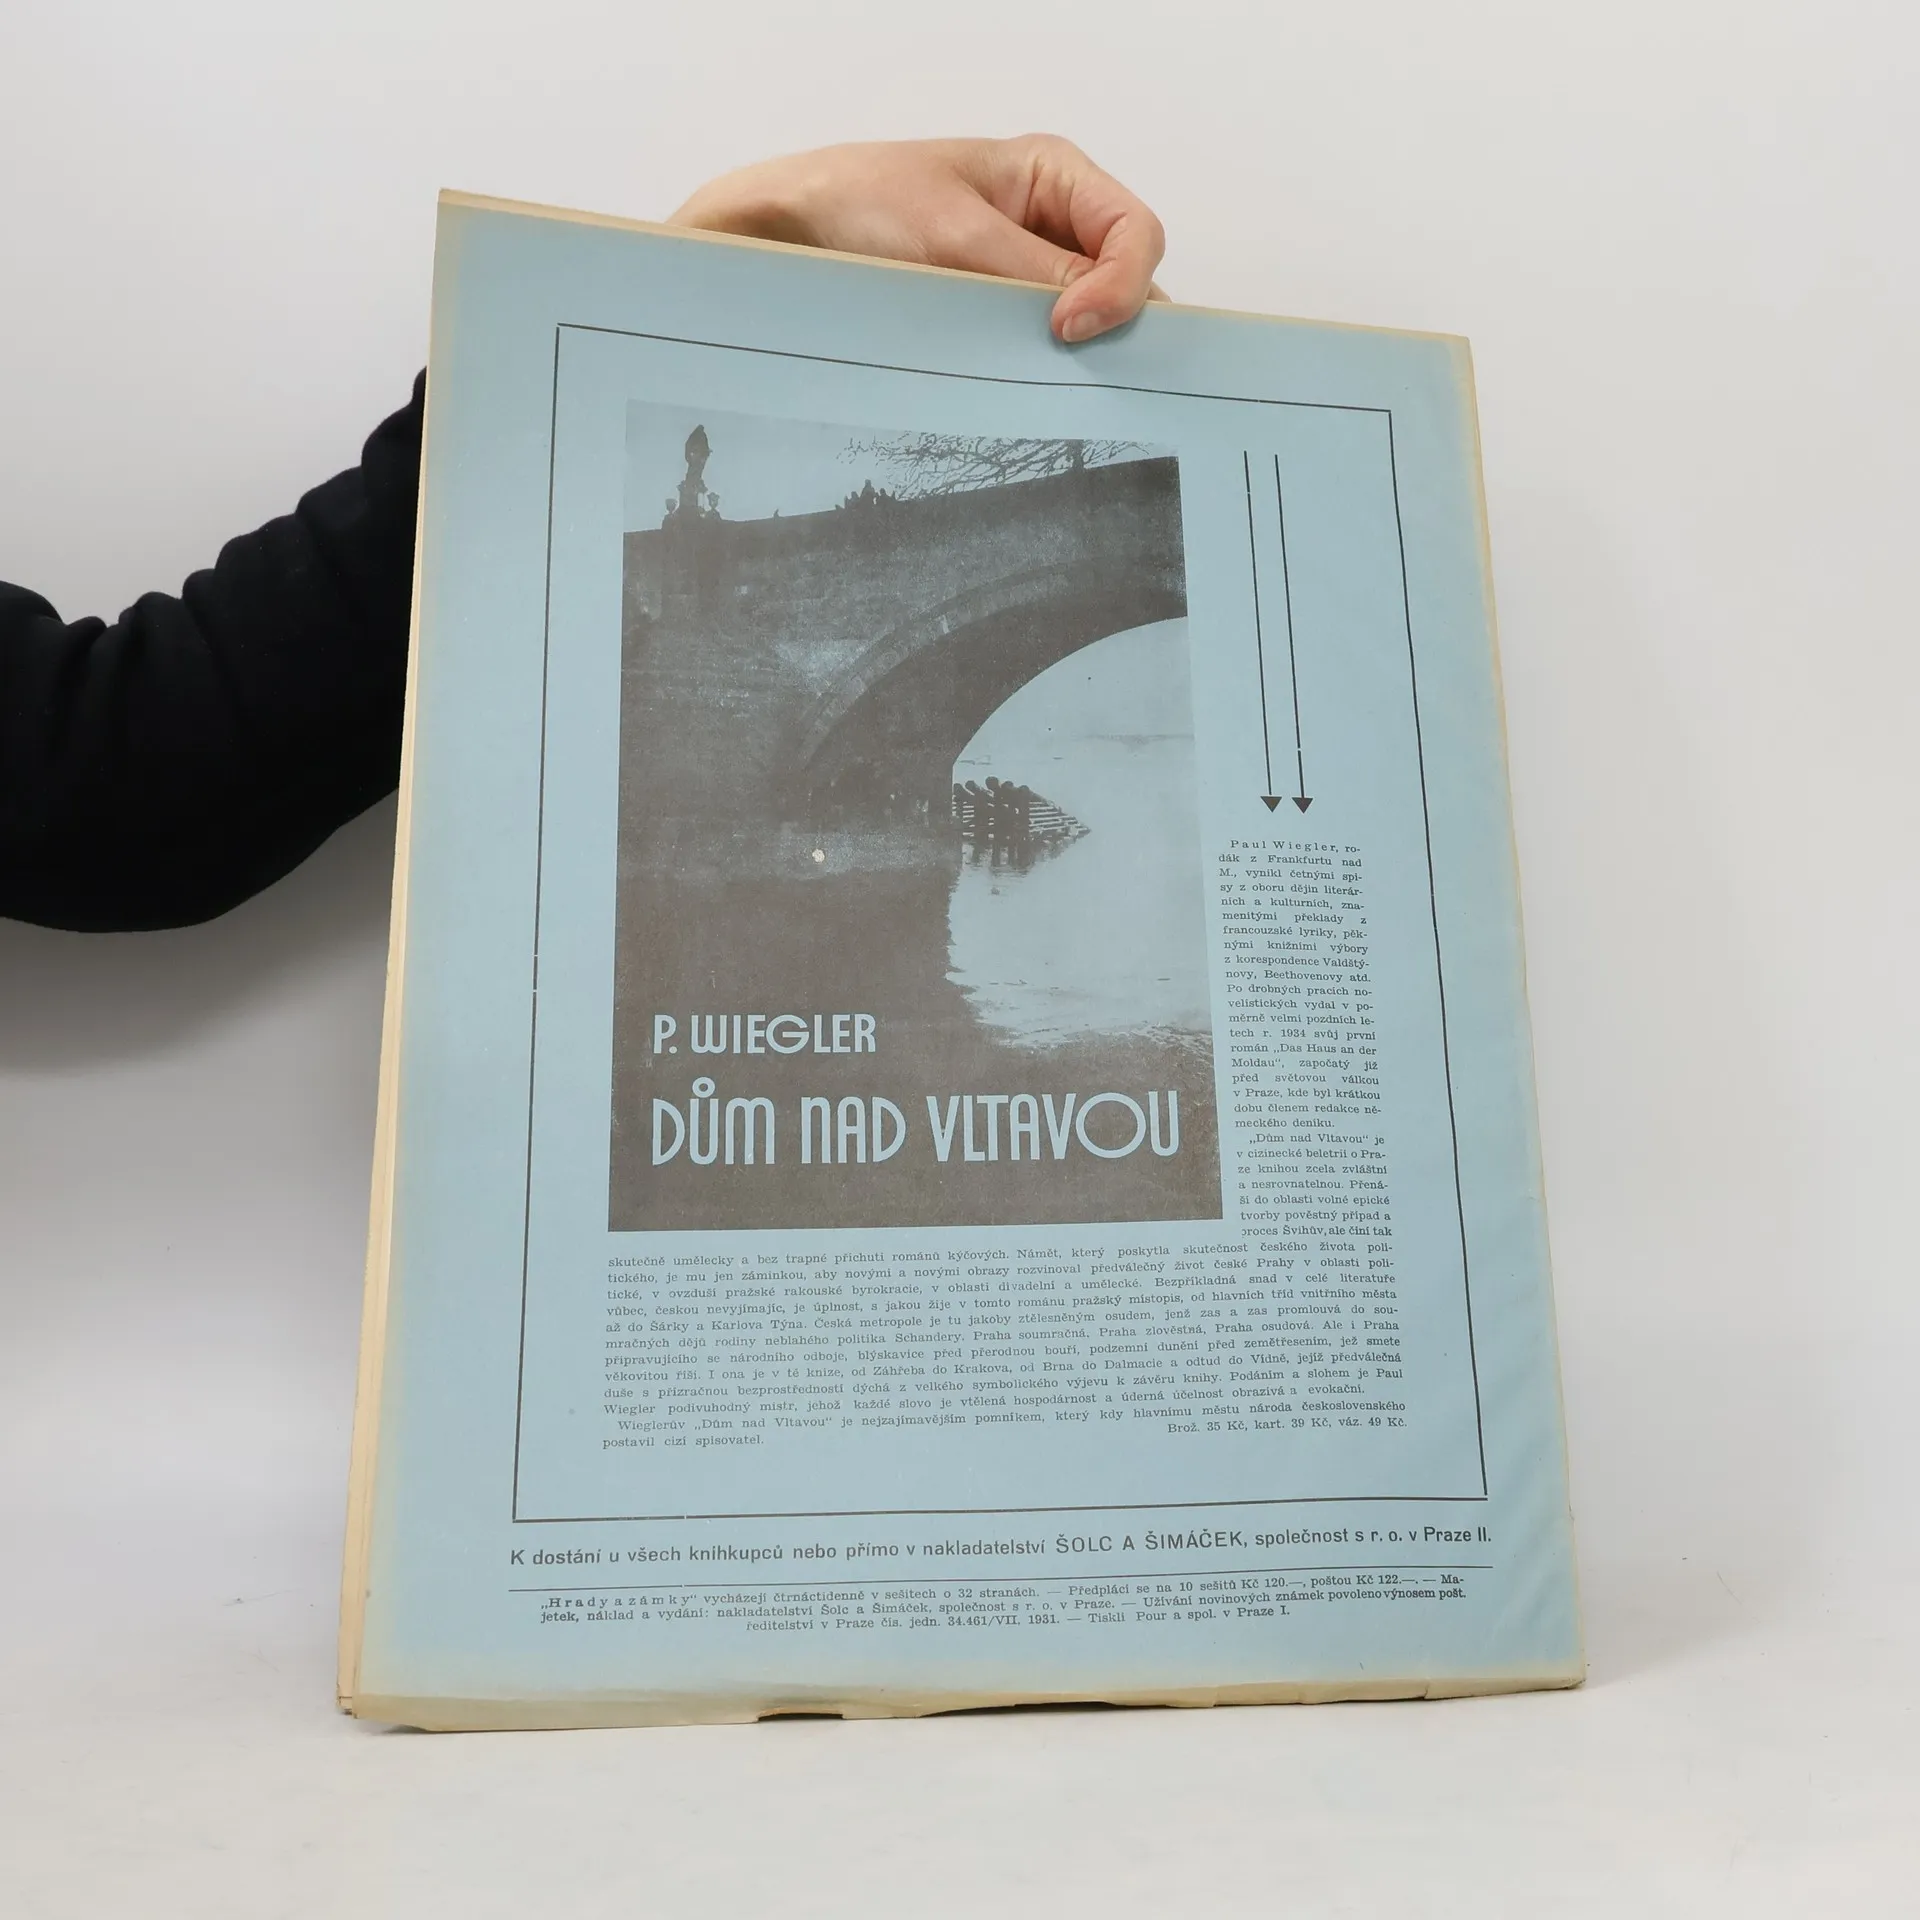 P. WIEGLER
DŮM NAD VLTAVOU
Paul Wiegler, ro-
dák z Frankfurtu nad
M., vynikl četnými spi-
sy z oboru dějin literár-
ních a kulturních, zna-
menitými překlady z
francouzské lyriky, pěk-
nými knižními výbory
z korespondence Valdštý-
novy, Beethovenovy atd.
Po drobných pracích no-
velistických vydal v po-
měrně velmi pozdních le-
tech r. 1934 svůj první
román „Das Haus an der
Moldau“, započatý již
před světovou válkou
v Praze, kde byl krátkou
dobu členem redakce ně-
meckého deníku.
„Dům nad Vltavou“ je
v cizinecké beletrii o Pra-
ze knihou zcela zvláštní
a nesrovnatelnou. Přená-
ší do oblasti volné epické
tvorby pověstný případ a
proces Švihův, ale činí tak
skutečně umělecky a bez trapné příchuti románů kýčových. Námět, který poskytla skutečnost českého života poli-
tického, je mu jen záminkou, aby novými a novými obrazy rozvinoval předválečný život české Prahy v oblasti poli-
tické, v ovzduší pražské rakouské byrokracie, v oblasti divadelní a umělecké. Bezpříkladná snad v celé literatuře
vůbec, českou nevyjímajíc, je úplnost, s jakou žije v tomto románu pražský místopis, od hlavních tříd vnitřního města
až do Šárky a Karlova Týna. Česká metropole je tu jakoby ztělesněným osudem, jenž zas a zas promlouvá do sou-
mračných dějů rodiny neblahého politika Schandery. Praha soumračná, Praha zlověstná, Praha osudová. Ale i Praha
připravujícího se národního odboje, blýskavice před přerodnou bouří, podzemní dunění před zemětřesením, jež smete
věkovitou říši. I ona je v té knize, od Záhřeba do Krakova, od Brna do Dalmacie a odtud do Vídně, jejíž předválečná
duše s přízračnou bezprostředností dýchá z velkého symbolického výjevu k závěru knihy. Podáním a slohem je Paul
Wiegler podivuhodný mistr, jehož každé slovo je vtělená hospodárnost a úderná účelnost obrazivá a evokační.
Wieglerův „Dům nad Vltavou“ je nejzajímavějším pomníkem, který kdy hlavnímu městu národa československého
postavil cizí spisovatel.
Brož. 35 Kč, kart. 39 Kč, váz. 49 Kč.
K dostání u všech knihkupců nebo přímo v nakladatelství ŠOLC A ŠIMÁČEK, společnost s r. o. v Praze II.
„Hrady a zámky“ vycházejí čtrnáctidenně v sešitech o 32 stranách. — Předplácí se na 10 sešitů Kč 120.—, poštou Kč 122.—. — Ma-
jetek, náklad a vydání: nakladatelství Šolc a Šimáček, společnost s r. o. v Praze. — Užívání novinových známek povoleno výnosem pošt.
ředitelství v Praze čís. jedn. 34.461/VII. 1931. — Tiskli Pour a spol. v Praze I.